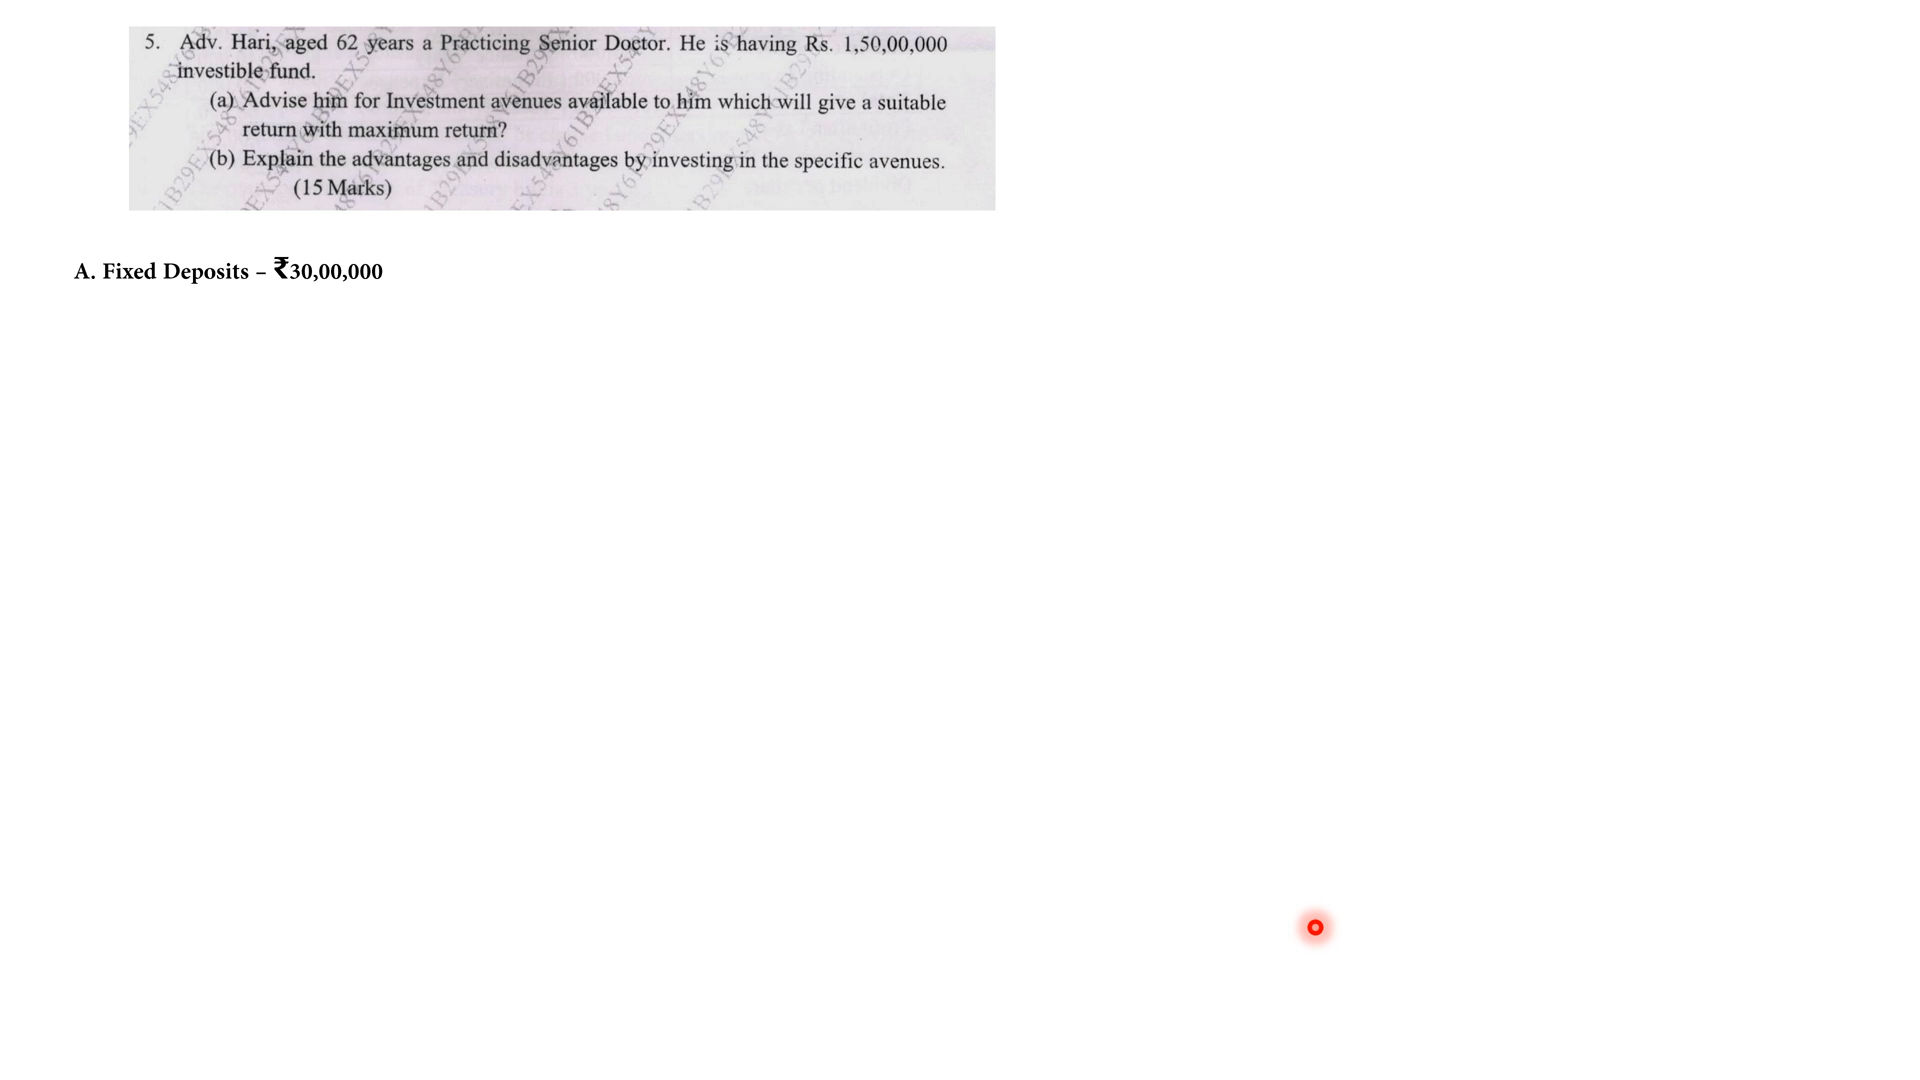 5. Adv. Hari, aged 62 years a Practicing Senior Doctor. He is having Rs. 1,50,00,000
investible fund.
(a) Advise him for Investment avenues available to him which will give a suitable
return with maximum return?
(b) Explain the advantages and disadvantages by investing in the specific avenues.
(15 Marks)
A. Fixed Deposits – ₹30,00,000